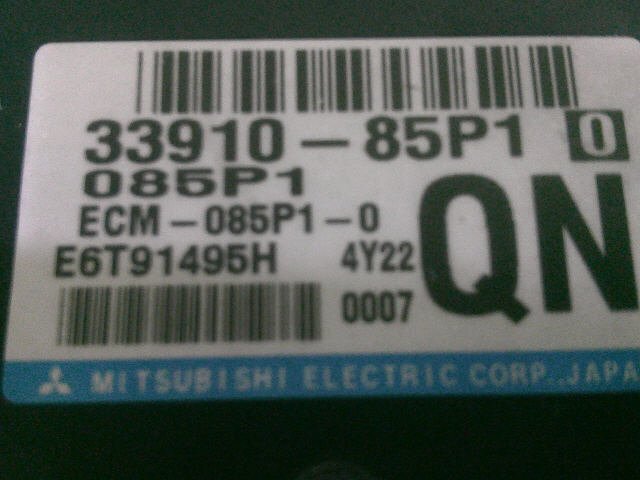 33910-85P1 0
085P1
ECM-085P1-0
QN
E6T91495H 4Y22
0007
MITSUBISHI ELECTRIC CORP., JAPA